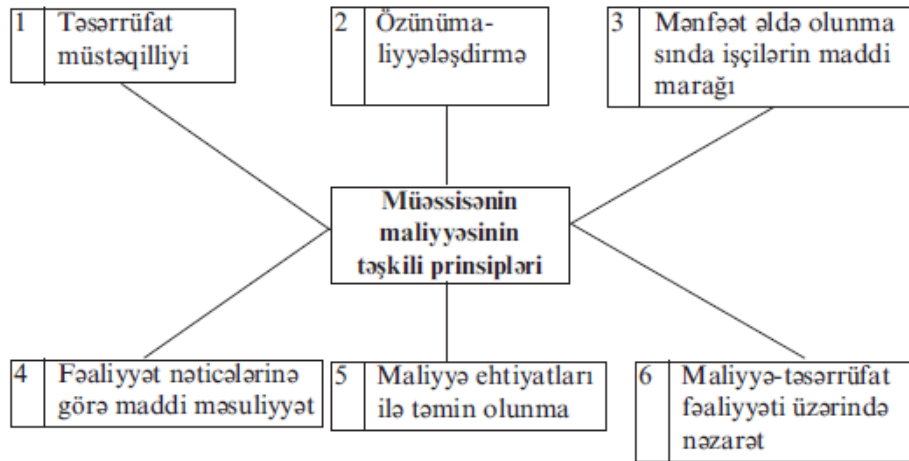 1 Təsərrüfat
müstəqilliyi
2 Özünüma-
liyyələşdirmə
3 Mənfəət əldə olunma
sında işçilərin maddi
marağı
Müəssisənin
maliyyəsinin
təşkili prinsipləri
4 Fəaliyyət nəticələrinə
görə maddi məsuliyyət
5 Maliyyə ehtiyatları
ilə təmin olunma
6 Maliyyə-təsərrüfat
fəaliyyəti üzərində
nəzarət